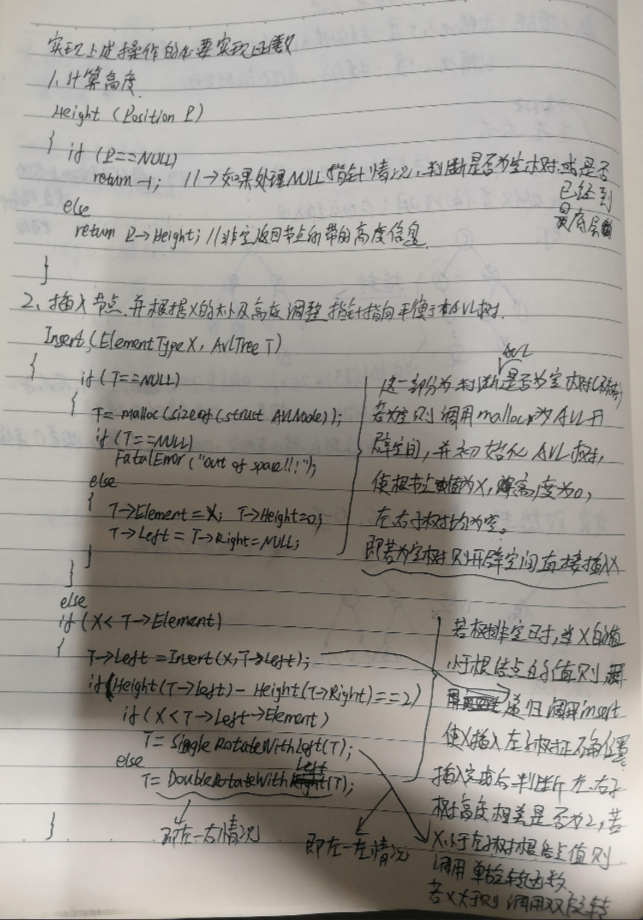 实现上述操作的必要实现函数
1、计算高度
Height (Position P)
{ if (P==NULL)
return -1; //→如果处理NULL指针情况,判断是否为空树.或是否
已经到
最底层
else
return P→Height; //非空返回节点所带的高度信息
}
2、插入节点,并根据X的大小及高度调整指针指向平衡于本AVL树.
Insert (ElementType X, AvlTree T)
{ if (T==NULL)
{ T=malloc(sizeof(struct AvlNode));
if (T==NULL)
FatalError("out of space!!!");
else
{ T→Element=X; T→Height=0;
T→Left = T→Right=NULL;
}
}
AVL
这一部分为判断是否为空树
若为空则调用malloc为AVL开
辟空间,并初始化AVL树,
使根节点值为X,高度为0,
左右子树均为空。
即若为空树则开辟空间直接插入X
else
if (X<T→Element)
{ T→Left =Insert(X,T→Left);
if(Height(T→Left)-Height(T→Right)==2)
if (X<T→Left→Element)
T= SingleRotateWithLeft(T);
else
T= DoubleRotateWithLeft(T);
}
即左-右情况
即左-左情况
若树非空时,当X的值
小于根结点的值则
递归调用insert
使X插入左子树正确位置.
插入完成后判断左、右子
树高度相差是否为2,若
X小于左子树根结点值则
调用单旋转函数
若X大于则调用双旋转